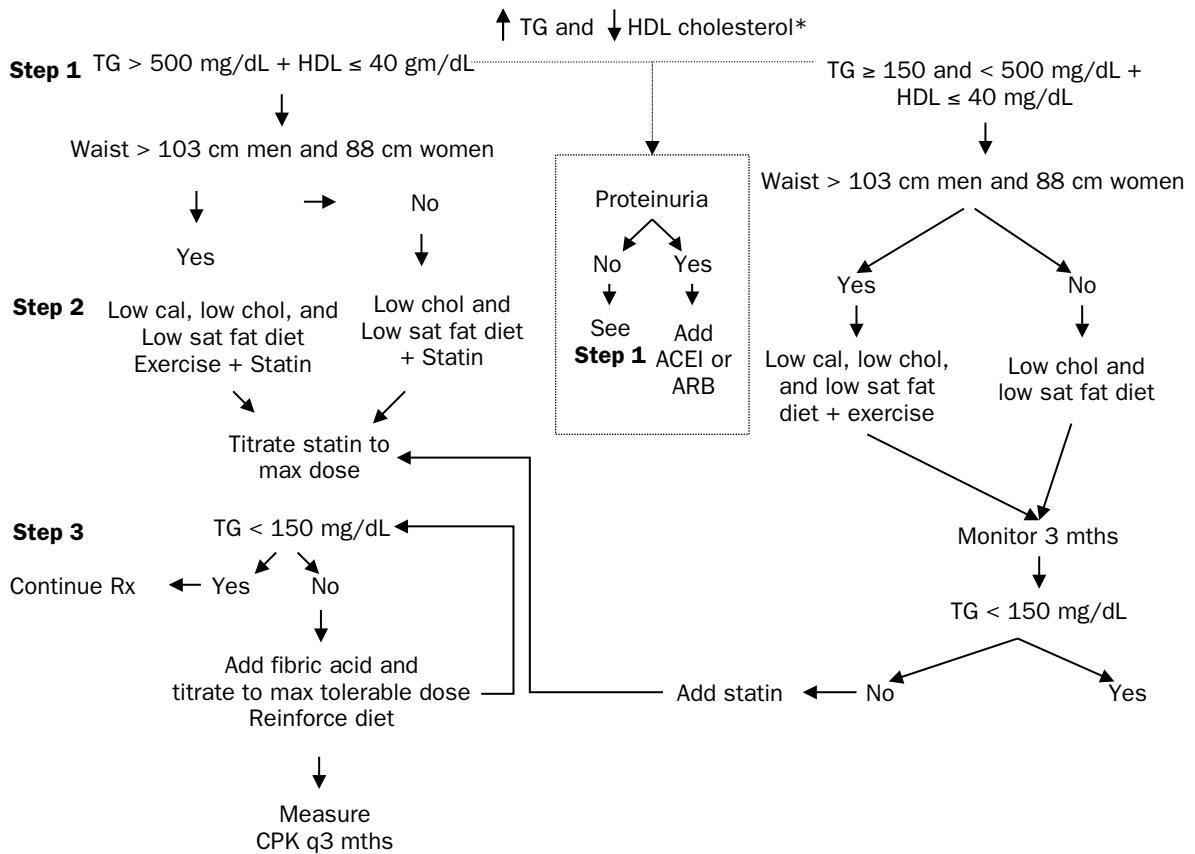 ↑ TG and ↓ HDL cholesterol*
Step 1 TG > 500 mg/dL + HDL ≤ 40 gm/dL
Waist > 103 cm men and 88 cm women
Yes
No
Step 2
Low cal, low chol, and
Low sat fat diet
Exercise + Statin
Low chol and
Low sat fat diet
+ Statin
Titrate statin to
max dose
Step 3
TG < 150 mg/dL
Continue Rx
Yes
No
Add fibric acid and
titrate to max tolerable dose
Reinforce diet
Measure
CPK q3 mths
Proteinuria
No
Yes
See
Step 1
Add
ACEI or
ARB
TG ≥ 150 and < 500 mg/dL +
HDL ≤ 40 mg/dL
Waist > 103 cm men and 88 cm women
Yes
No
Low cal, low chol,
and low sat fat
diet + exercise
Low chol and
low sat fat diet
Monitor 3 mths
TG < 150 mg/dL
Add statin
No
Yes